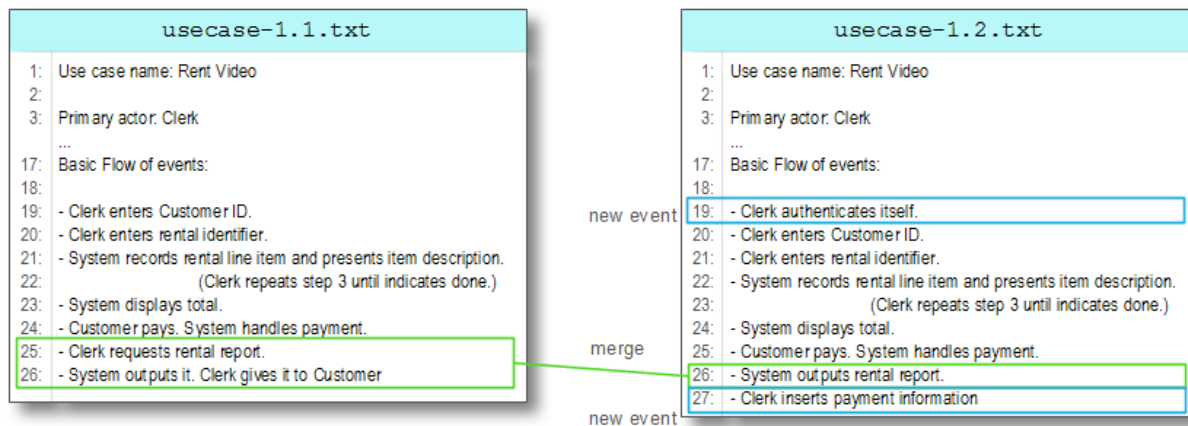 usecase-1.1.txt
1: Use case name: Rent Video
2:
3: Primary actor: Clerk
...
17: Basic Flow of events:
18:
19: - Clerk enters Customer ID.
20: - Clerk enters rental identifier.
21: - System records rental line item and presents item description.
22: (Clerk repeats step 3 until indicates done.)
23: - System displays total.
24: - Customer pays. System handles payment.
25: - Clerk requests rental report.
26: - System outputs it. Clerk gives it to Customer
new event
merge
new event
usecase-1.2.txt
1: Use case name: Rent Video
2:
3: Primary actor: Clerk
...
17: Basic Flow of events:
18:
19: - Clerk authenticates itself.
20: - Clerk enters Customer ID.
21: - Clerk enters rental identifier.
22: - System records rental line item and presents item description.
23: (Clerk repeats step 3 until indicates done.)
24: - System displays total.
25: - Customer pays. System handles payment.
26: - System outputs rental report.
27: - Clerk inserts payment information